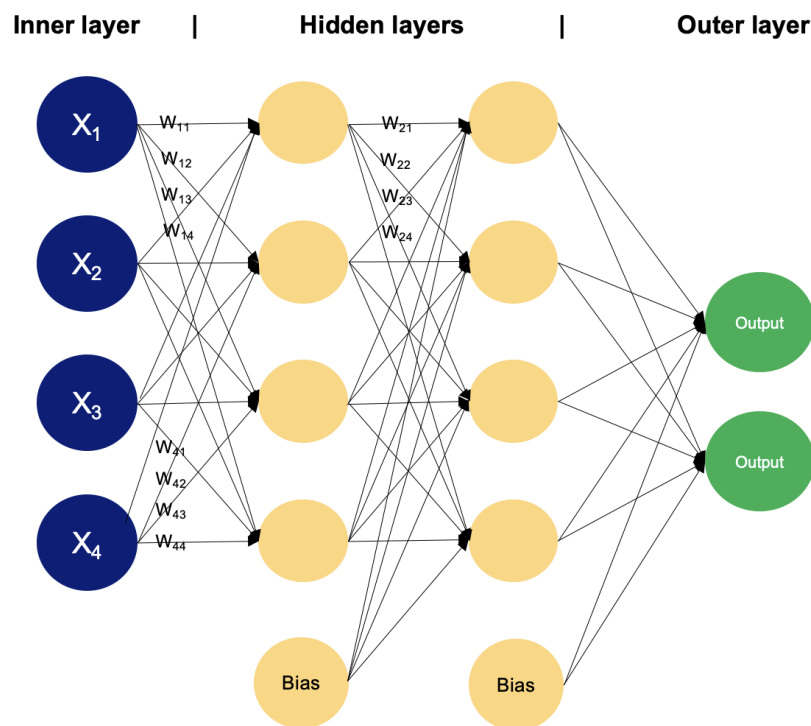 Inner layer | Hidden layers | Outer layer
X₁
W₁₁
W₂₁
W₁₂
W₂₂
W₁₃
W₂₃
W₁₄
W₂₄
X₂
Output
X₃
W₄₁
Output
W₄₂
W₄₃
X₄
W₄₄
Bias
Bias